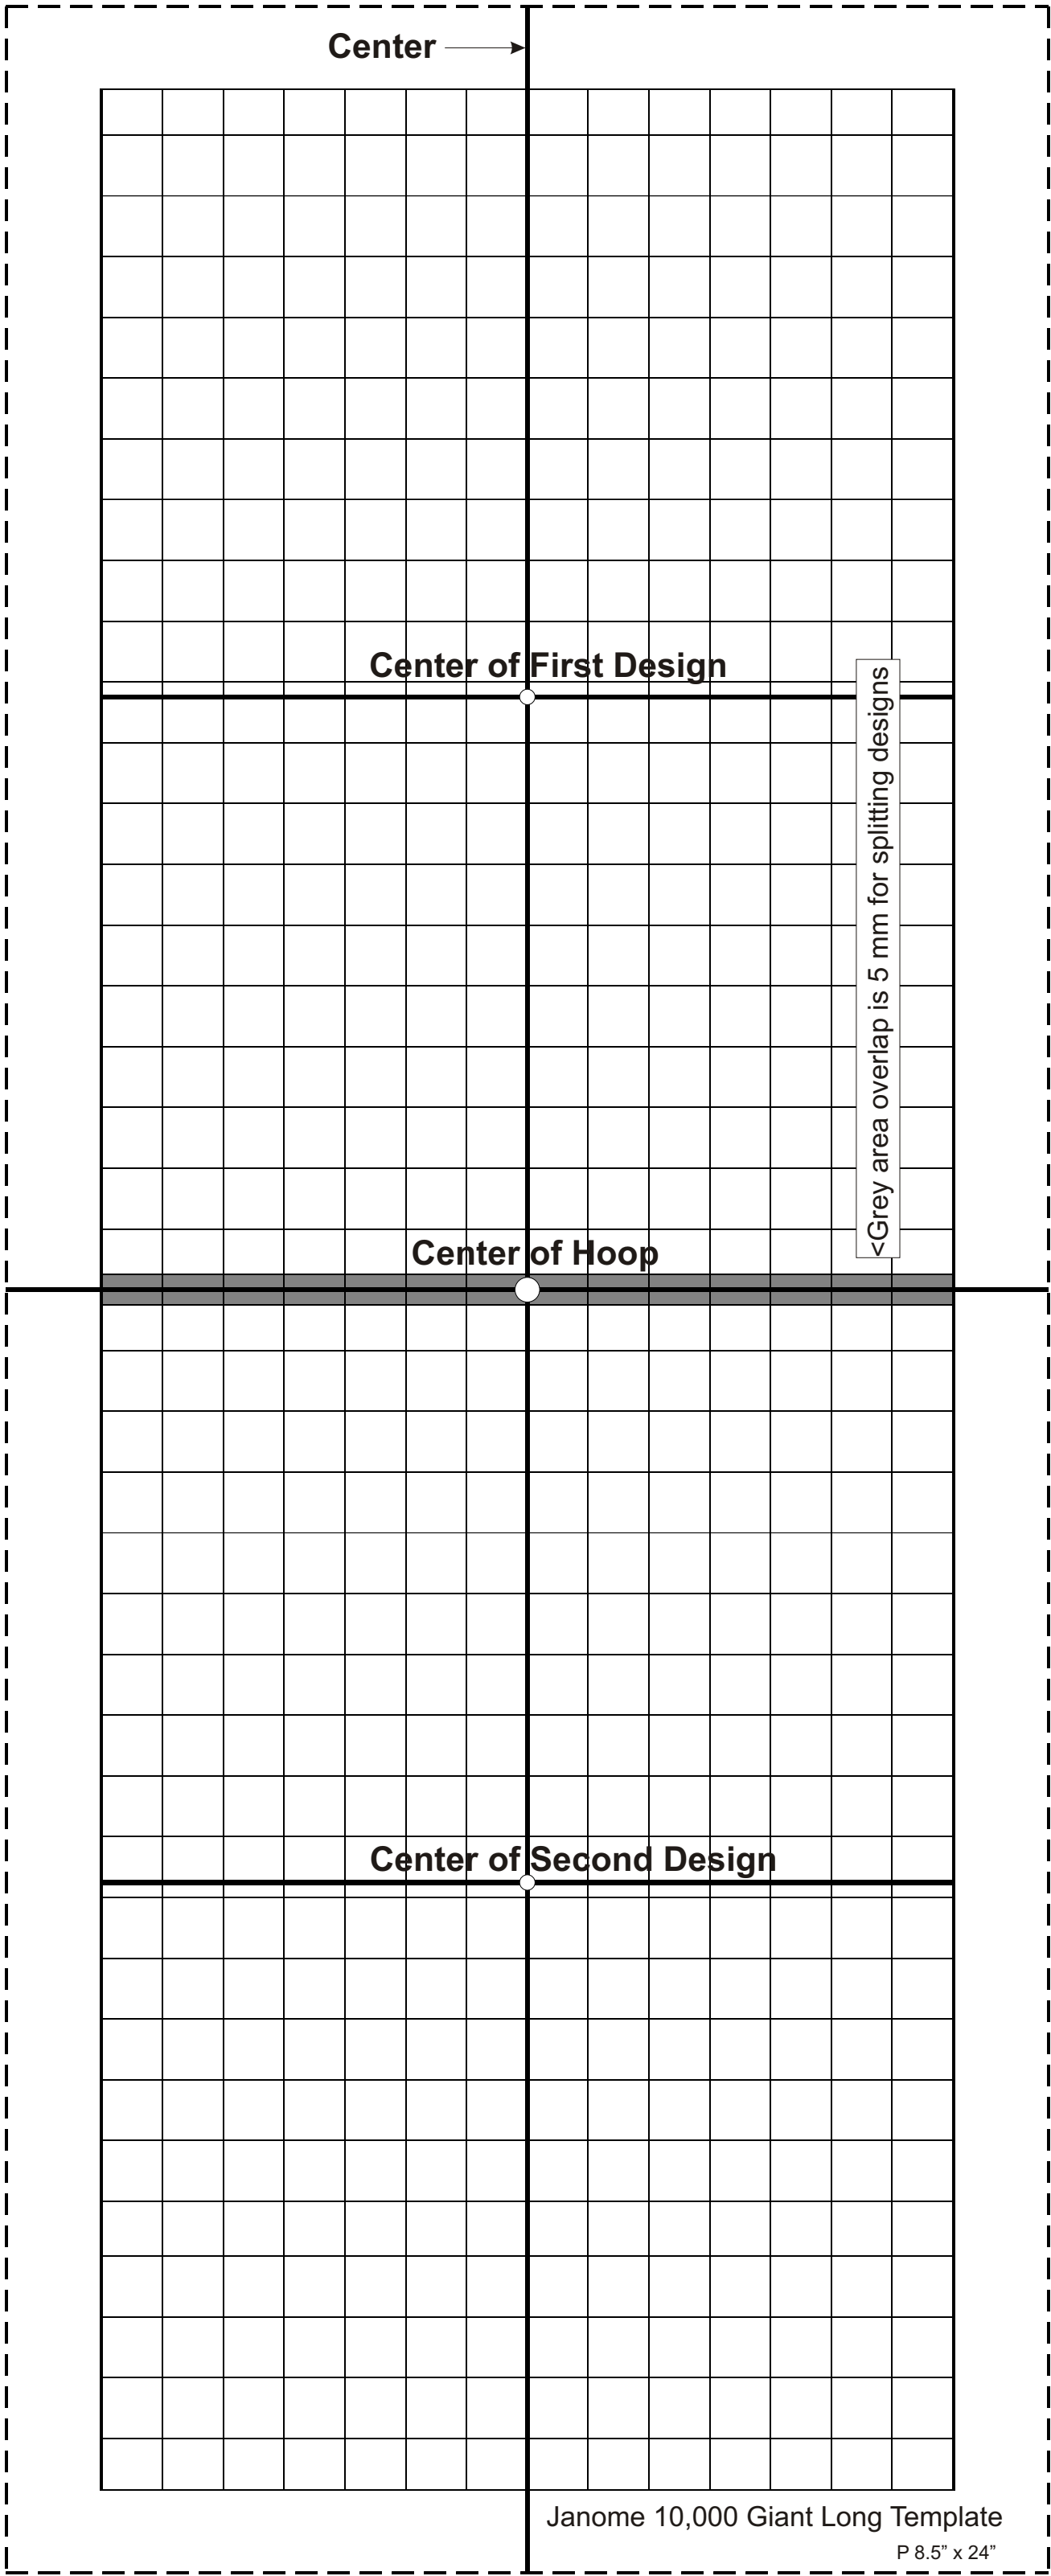 Center
Center of First Design
<Grey area overlap is 5 mm for splitting designs
Center of Hoop
Center of Second Design
Janome 10,000 Giant Long Template
P 8.5” x 24”